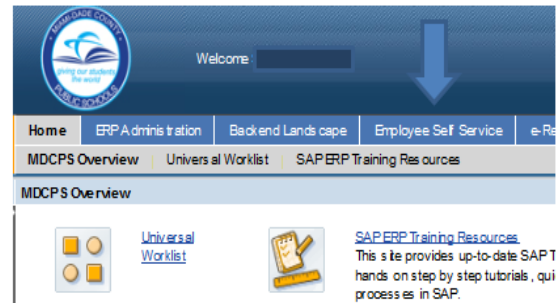 MIAMI-DADE COUNTY
giving our students
the world
PUBLIC SCHOOLS
Welcome
Home ERP Administration Backend Landscape Employee Self Service e-Re
MDCPS Overview Universal Worklist SAP ERP Training Resources
MDCPS Overview
Universal
Worklist
SAP ERP Training Resources
This site provides up-to-date SAP T
hands on step by step tutorials, qui
processes in SAP.